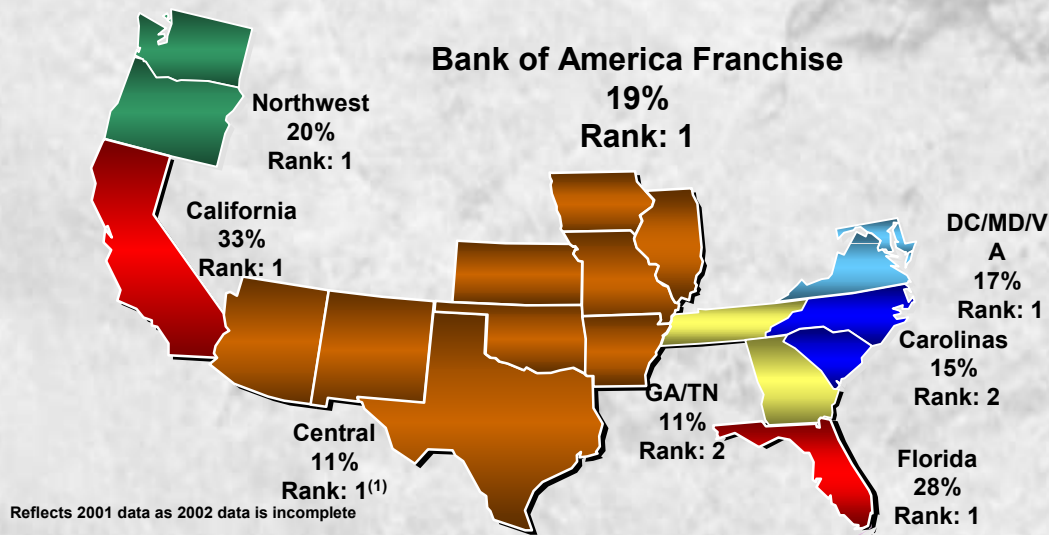 Bank of America Franchise
19%
Rank: 1
Northwest
20%
Rank: 1
California
33%
Rank: 1
DC/MD/V
A
17%
Rank: 1
Carolinas
15%
Rank: 2
GA/TN
11%
Rank: 2
Central
11%
Rank: 1(1)
Florida
28%
Rank: 1
Reflects 2001 data as 2002 data is incomplete